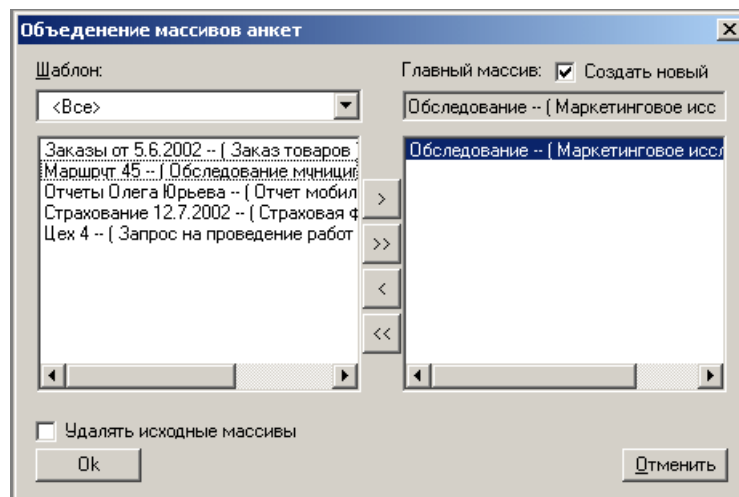 Объеденение массивов анкет
Шаблон:
Главный массив: Создать новый
<Все>
Обследование -- ( Маркетинговое исс
Заказы от 5.6.2002 -- ( Заказ товаров
Маршрут 45 -- ( Обследование муницип
Отчеты Олега Юрьева -- ( Отчет мобил
Страхование 12.7.2002 -- ( Страховая ф
Цех 4 -- ( Запрос на проведение работ
Обследование -- ( Маркетинговое иссл
>
>>
<
<<
Удалять исходные массивы
Ok
Отменить